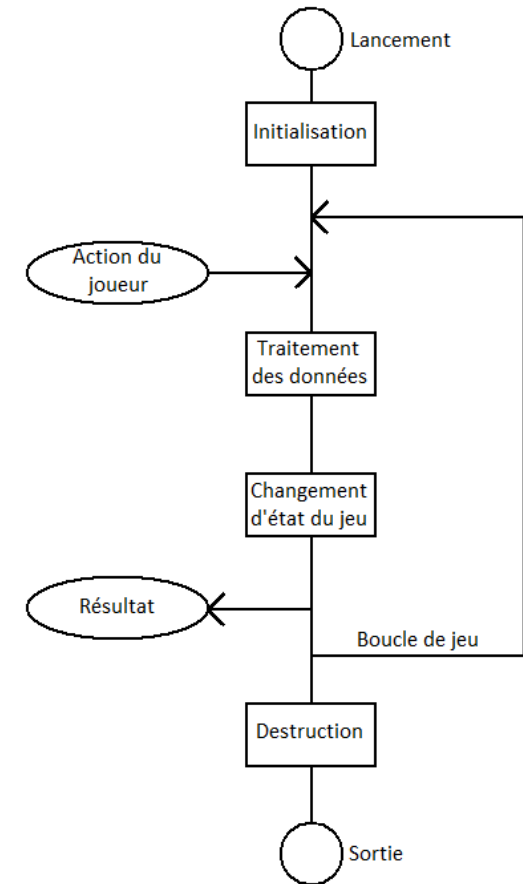 Lancement
Initialisation
Action du
joueur
Traitement
des données
Changement
d'état du jeu
Résultat
Boucle de jeu
Destruction
Sortie